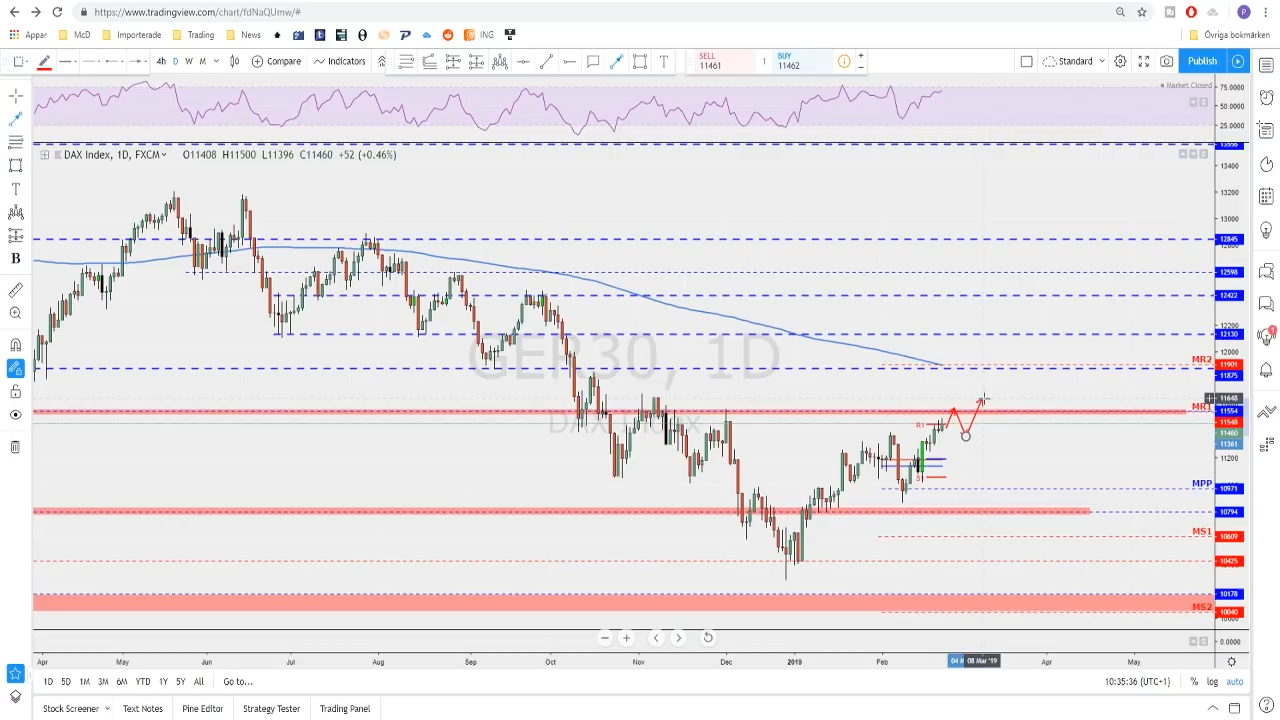 https://www.tradingview.com/chart/fdNaQUmw/#
Appar McD Importerade Trading News ING Övriga bokmärken
4h D W M Compare Indicators SELL 11461 1 BUY 11462 Standard Publish
Market Closed
75.0000
50.0000
25.0000
DAX Index, 1D, FXCM O11408 H11500 L11396 C11460 +52 (+0.46%)
13400
13200
13000
12845
12598
12422
12200
12130
12000
GER30, 1D
DAX Index
MR2
11901
11875
11648
MR1
11554
R1
11548
11460
11361
11200
MPP
10971
10794
MS1
10609
10425
10178
MS2
10040
0.0000
Apr May Jun Jul Aug Sep Oct Nov Dec 2019 Feb 04 M 08 Mar '19 Apr May
1D 5D 1M 3M 6M YTD 1Y 5Y All Go to... 10:35:36 (UTC+1) % log auto
Stock Screener Text Notes Pine Editor Strategy Tester Trading Panel